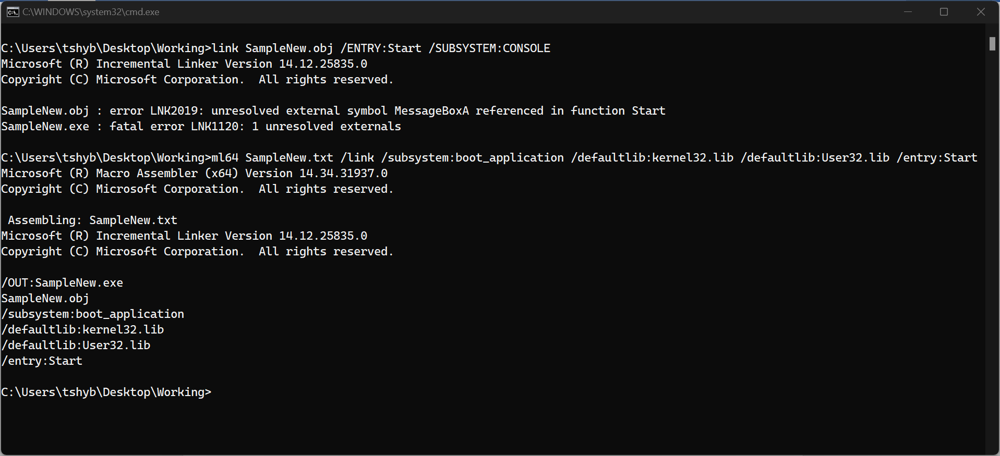 C:\WINDOWS\system32\cmd.exe
C:\Users\tshyb\Desktop\Working>link SampleNew.obj /ENTRY:Start /SUBSYSTEM:CONSOLE
Microsoft (R) Incremental Linker Version 14.12.25835.0
Copyright (C) Microsoft Corporation.  All rights reserved.
SampleNew.obj : error LNK2019: unresolved external symbol MessageBoxA referenced in function Start
SampleNew.exe : fatal error LNK1120: 1 unresolved externals
C:\Users\tshyb\Desktop\Working>ml64 SampleNew.txt /link /subsystem:boot_application /defaultlib:kernel32.lib /defaultlib:User32.lib /entry:Start
Microsoft (R) Macro Assembler (x64) Version 14.34.31937.0
Copyright (C) Microsoft Corporation.  All rights reserved.
 Assembling: SampleNew.txt
Microsoft (R) Incremental Linker Version 14.12.25835.0
Copyright (C) Microsoft Corporation.  All rights reserved.
/OUT:SampleNew.exe
SampleNew.obj
/subsystem:boot_application
/defaultlib:kernel32.lib
/defaultlib:User32.lib
/entry:Start
C:\Users\tshyb\Desktop\Working>